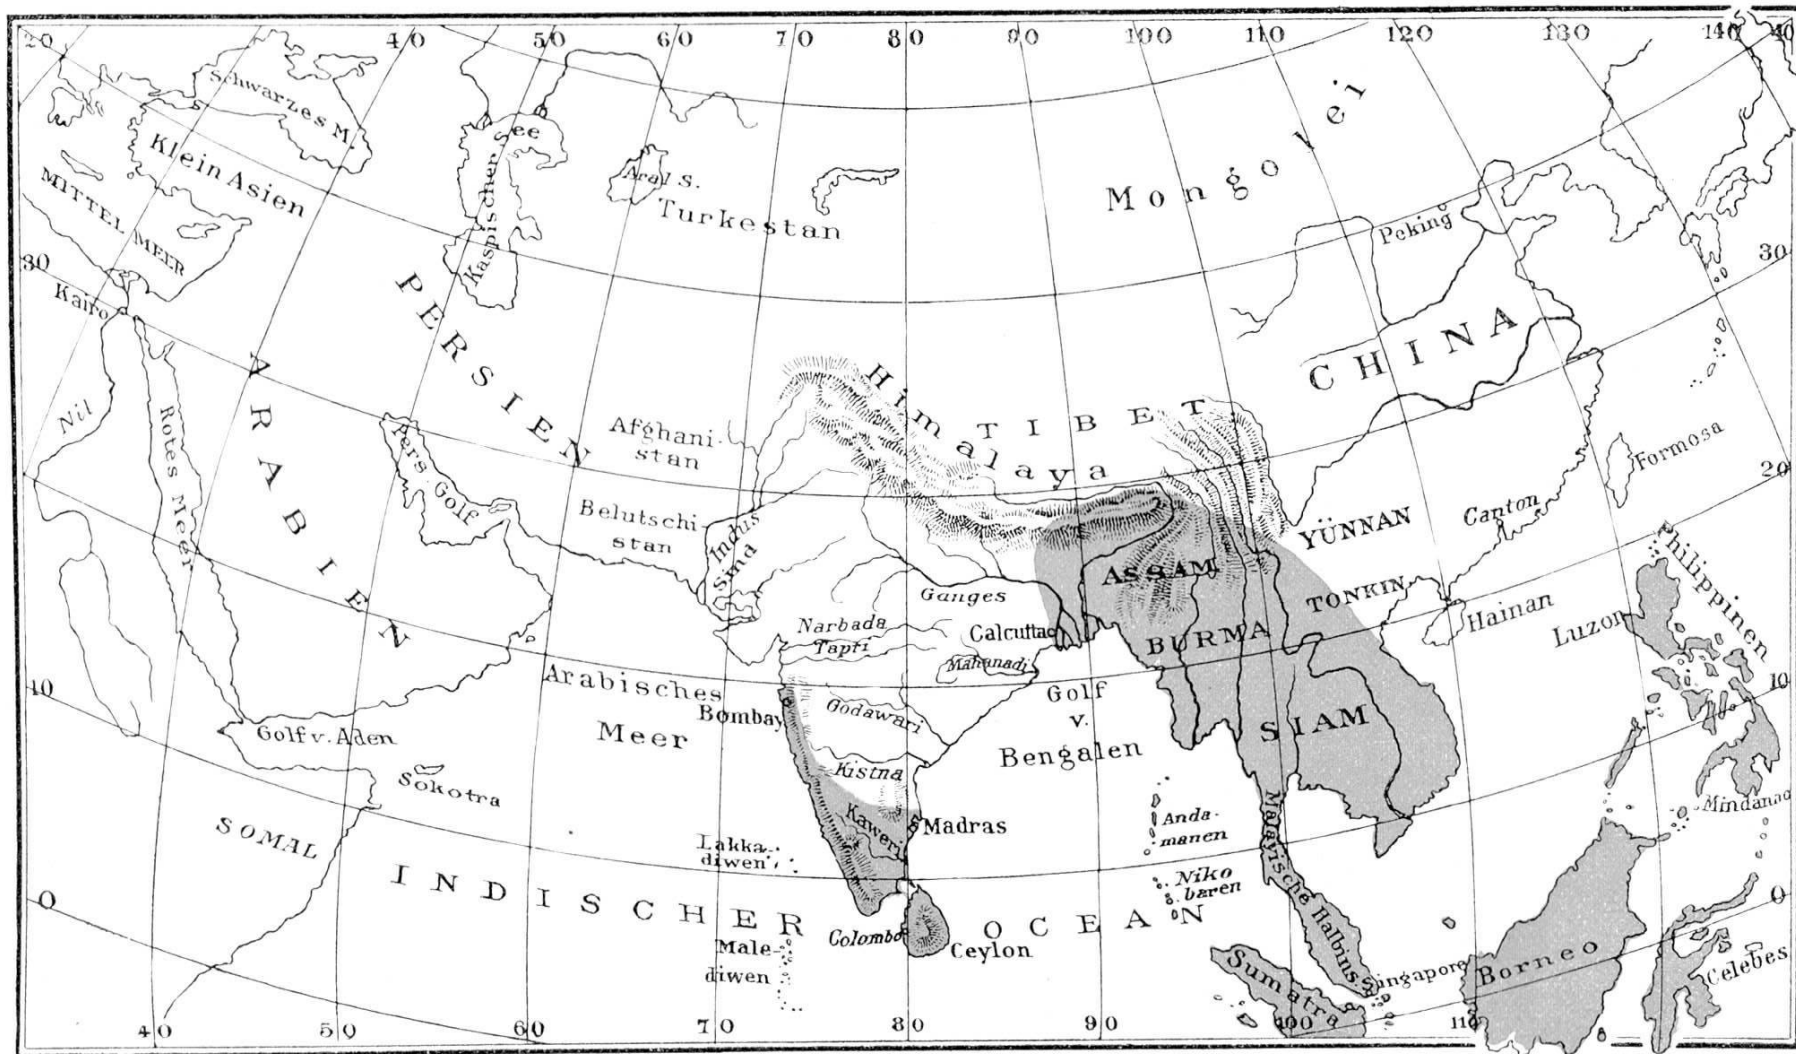 20 40 50 60 70 80 90 100 110 120 130 140 40
Schwarzes M.
Klein Asien
MITTEL MEER
Kaspischer See
Aral S.
Turkestan
Mongolei
Peking
30
30
Kairo
PERSIEN
CHINA
Nil
Rotes Meer
ARABIEN
Pers. Golf
Afghani-
stan
Belutschi-
stan
Indus
Sind
Himalaya
TIBET
Formosa
20
YÜNNAN
Canton
ASSAM
TONKIN
Hainan
Philippinen
Luzon
Ganges
Narbada
Tapti
Calcutta
Mahanadi
BURMA
10
10
Arabisches
Meer
Bombay
Godawari
Golf
v.
Bengalen
SIAM
Golf v. Aden
Sokotra
Kistna
SOMAL
Kaweri
Madras
Anda-
manen
Mindanao
Lakka-
diwen
Niko
baren
Malayische Halbins.
0
0
INDISCHER OCEAN
Colombo
Ceylon
Male-
diwen
Sumatra
Singapore
Borneo
Celebes
40 50 60 70 80 90 100 110